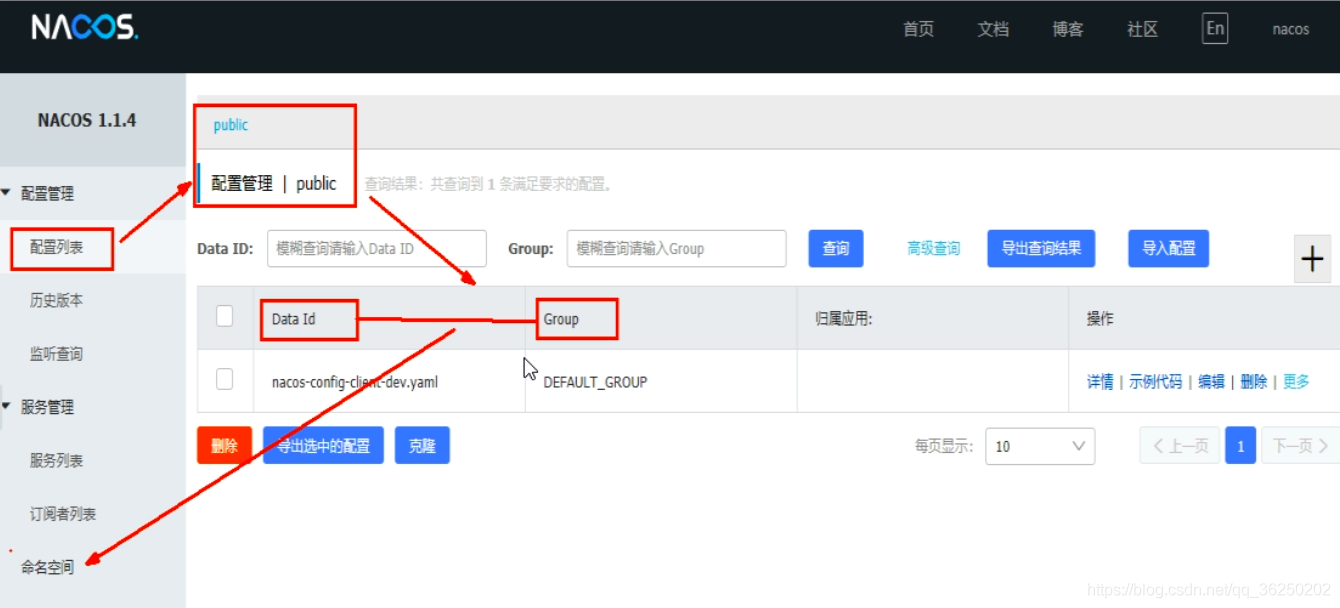 NACOS.
首页 文档 博客 社区 En nacos
NACOS 1.1.4
配置管理
配置列表
历史版本
监听查询
服务管理
服务列表
订阅者列表
命名空间
public
配置管理 | public 查询结果：共查询到 1 条满足要求的配置。
Data ID: 模糊查询请输入Data ID Group: 模糊查询请输入Group 查询 高级查询 导出查询结果 导入配置 +
Data Id Group 归属应用: 操作
nacos-config-client-dev.yaml DEFAULT_GROUP 详情 | 示例代码 | 编辑 | 删除 | 更多
删除 导出选中的配置 克隆 每页显示: 10 < 上一页 1 下一页 >
https://blog.csdn.net/qq_36250202